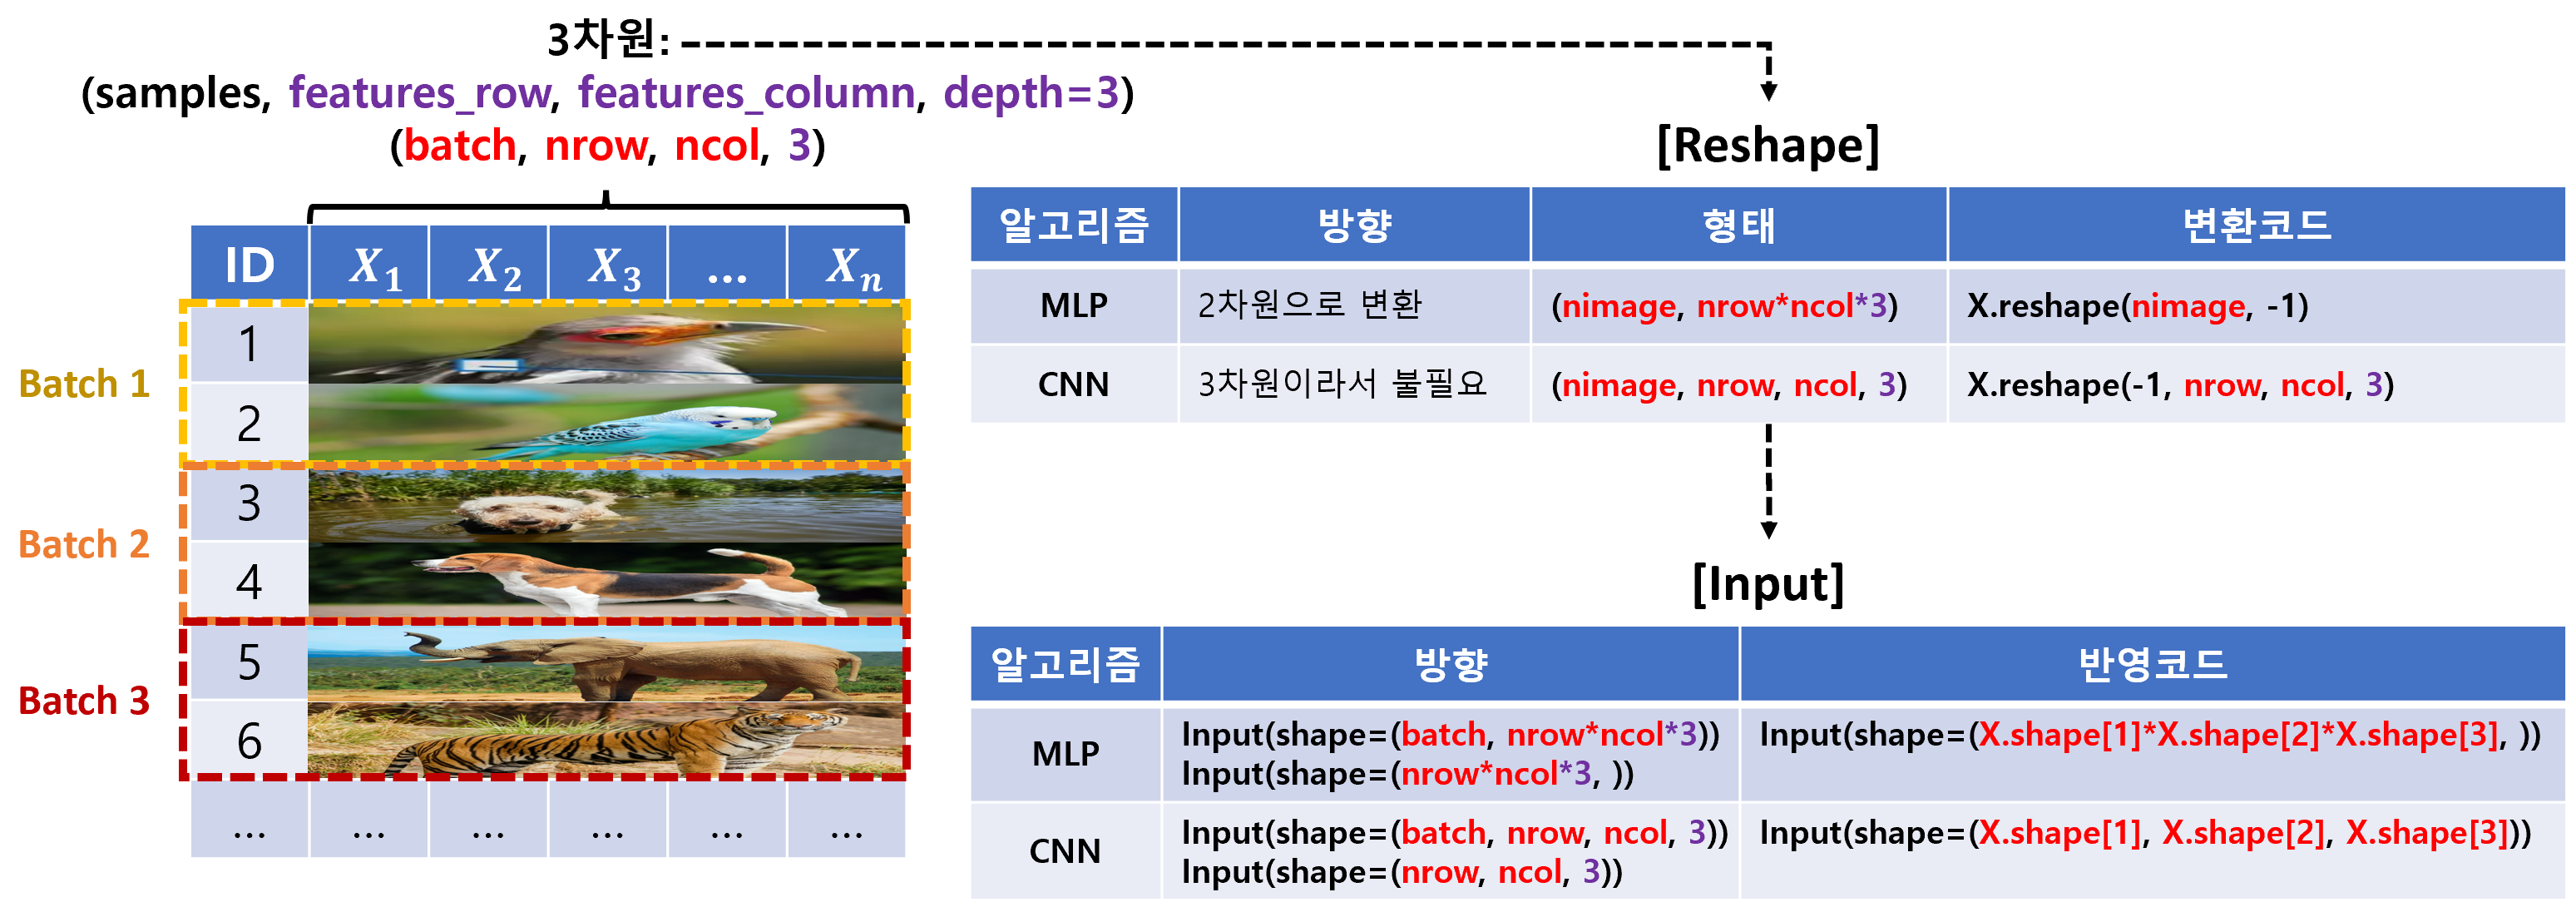 3차원:
(samples, features_row, features_column, depth=3)
(batch, nrow, ncol, 3)
ID X₁ X₂ X₃ ... Xₙ
Batch 1
1
2
Batch 2
3
4
Batch 3
5
6
... ... ... ... ... ...
[Reshape]
알고리즘 방향 형태 변환코드
MLP 2차원으로 변환 (nimage, nrow*ncol*3) X.reshape(nimage, -1)
CNN 3차원이라서 불필요 (nimage, nrow, ncol, 3) X.reshape(-1, nrow, ncol, 3)
[Input]
알고리즘 방향 반영코드
MLP
Input(shape=(batch, nrow*ncol*3)) Input(shape=(X.shape[1]*X.shape[2]*X.shape[3], ))
Input(shape=(nrow*ncol*3, ))
CNN
Input(shape=(batch, nrow, ncol, 3)) Input(shape=(X.shape[1], X.shape[2], X.shape[3]))
Input(shape=(nrow, ncol, 3))